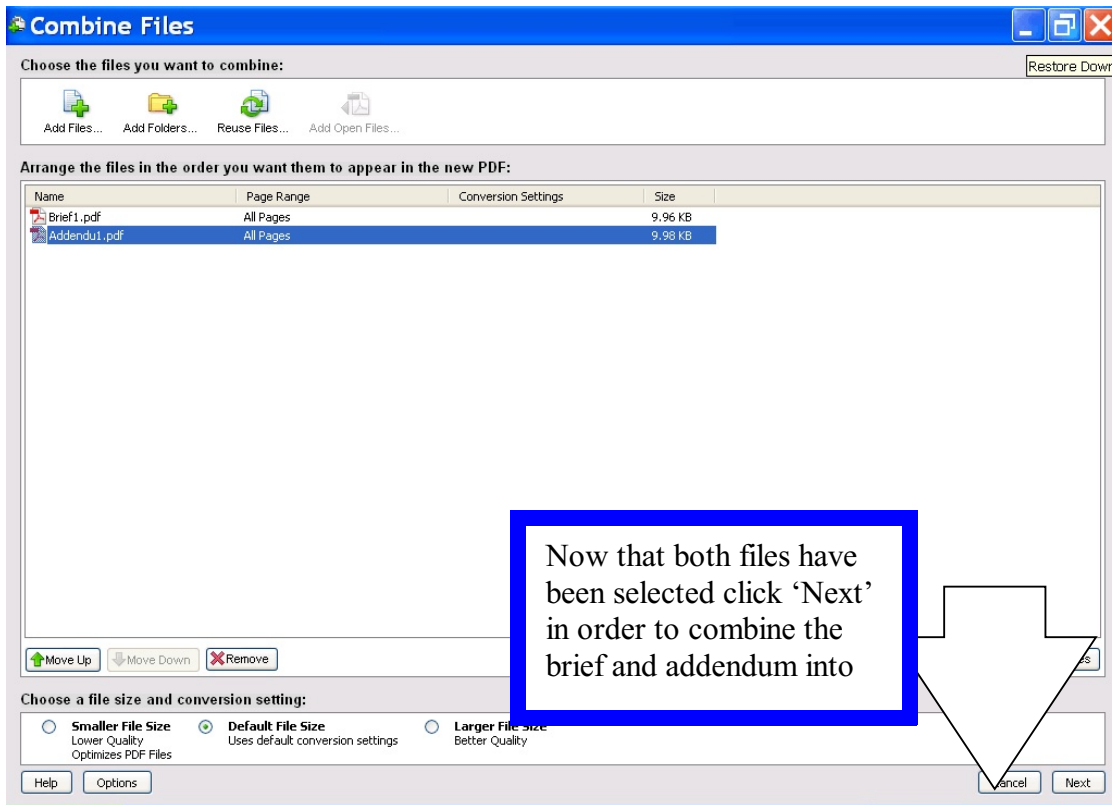 Combine Files
Choose the files you want to combine:
Restore Down
Add Files... Add Folders... Reuse Files... Add Open Files...
Arrange the files in the order you want them to appear in the new PDF:
Name Page Range Conversion Settings Size
Brief1.pdf All Pages 9.96 KB
Addendu1.pdf All Pages 9.98 KB
Now that both files have
been selected click ‘Next’
in order to combine the
brief and addendum into
Move Up Move Down Remove
Choose a file size and conversion setting:
Smaller File Size Default File Size Larger File Size
Lower Quality Uses default conversion settings Better Quality
Optimizes PDF Files
Help Options Cancel Next